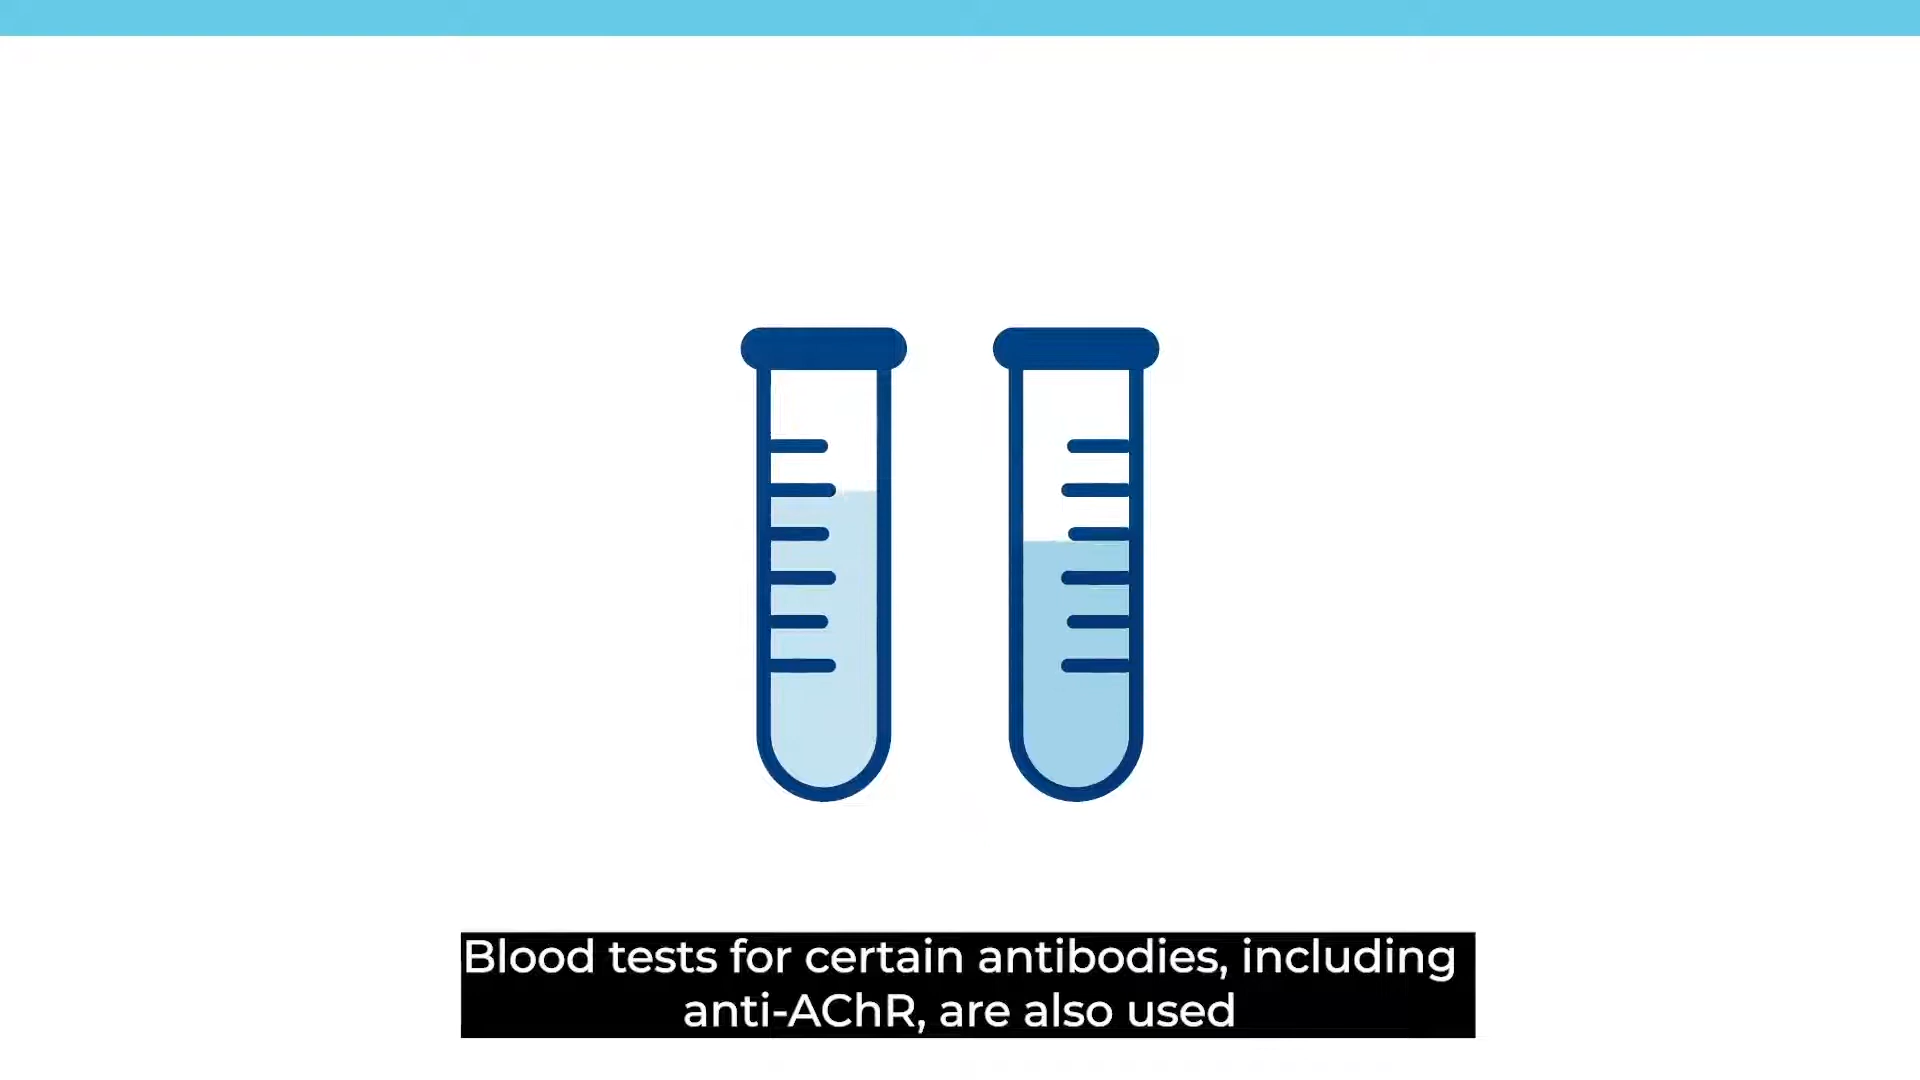 Blood tests for certain antibodies, including
anti-AChR, are also used